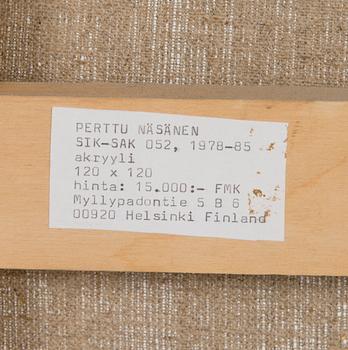 PERTTU NÄSÄNEN
SIK-SAK 052, 1978-85
akryyli
120 x 120
hinta: 15.000:- FMK
Myllypadontie 5 B 6
00920 Helsinki Finland